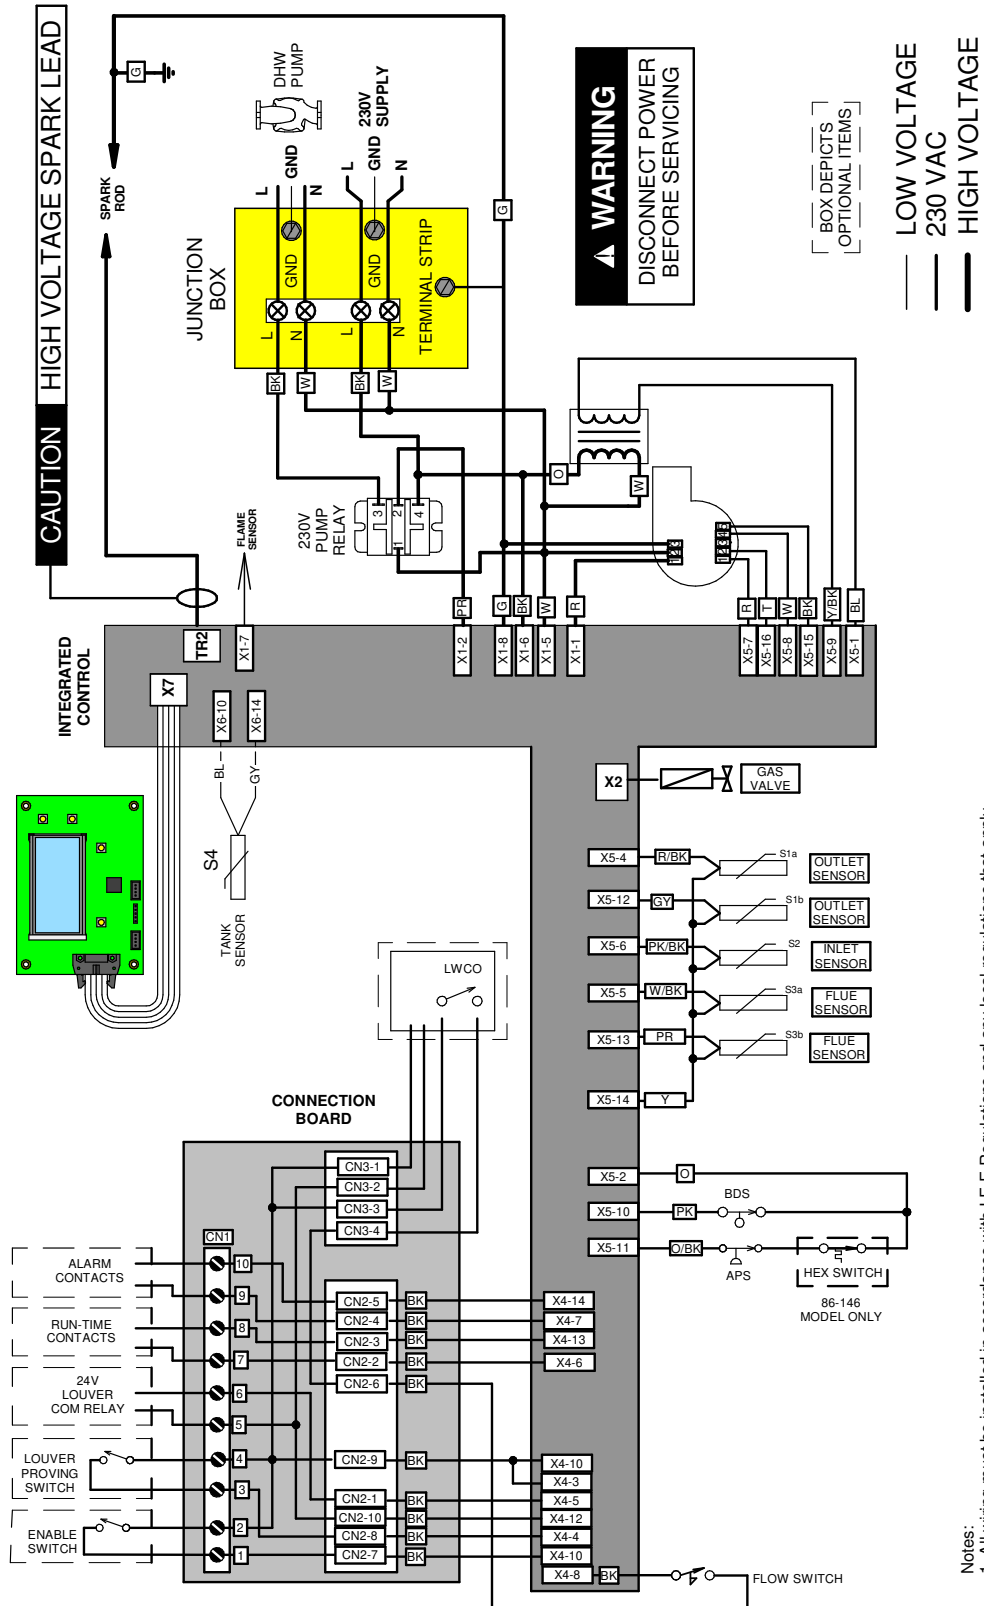 CAUTION HIGH VOLTAGE SPARK LEAD
G
SPARK
ROD
DHW
PUMP
230V
SUPPLY
L
GND
N
L
GND
N
JUNCTION
BOX
GND
GND
L
N
L
N
TERMINAL STRIP
BK
W
BK
W
G
WARNING
DISCONNECT POWER
BEFORE SERVICING
BOX DEPICTS
OPTIONAL ITEMS
LOW VOLTAGE
230 VAC
HIGH VOLTAGE
230V
PUMP
RELAY
3
2
1
4
O
W
FLAME
SENSOR
1 2 3
1 2 3 4 5
INTEGRATED
CONTROL
TR2
X1-7
X7
X6-10
X6-14
BL
GY
S4
TANK
SENSOR
X1-2
PR
X1-8
G
X1-6
BK
X1-5
W
X1-1
R
X5-7
R
X5-16
T
X5-8
W
X5-15
BK
X5-9
Y/BK
X5-1
BL
X2
GAS
VALVE
X5-4
R/BK
S1a
OUTLET
SENSOR
X5-12
GY
S1b
OUTLET
SENSOR
X5-6
PK/BK
S2
INLET
SENSOR
X5-5
W/BK
S3a
FLUE
SENSOR
X5-13
PR
S3b
FLUE
SENSOR
X5-14
Y
LWCO
CONNECTION
BOARD
CN3-1
CN3-2
CN3-3
CN3-4
CN1
X5-2
O
X5-10
PK
BDS
X5-11
O/BK
APS
HEX SWITCH
86-146
MODEL ONLY
ALARM
CONTACTS
10
9
RUN-TIME
CONTACTS
8
7
24V
LOUVER
COM RELAY
6
5
LOUVER
PROVING
SWITCH
4
3
ENABLE
SWITCH
2
1
CN2-5
BK
X4-14
CN2-4
BK
X4-7
CN2-3
BK
X4-13
CN2-2
BK
X4-6
CN2-6
BK
CN2-9
BK
X4-10
X4-3
CN2-1
BK
X4-5
CN2-10
BK
X4-12
CN2-8
BK
X4-4
CN2-7
BK
X4-10
X4-8
BK
FLOW SWITCH
Notes: